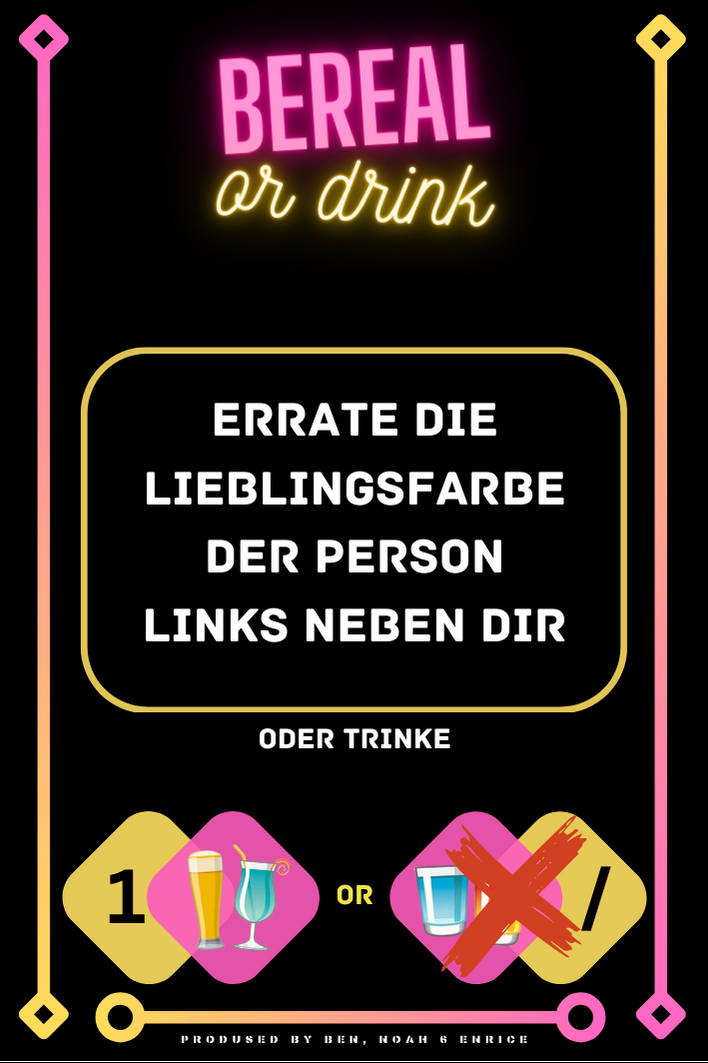 BEREAL
or drink
ERRATE DIE
LIEBLINGSFARBE
DER PERSON
LINKS NEBEN DIR
ODER TRINKE
1 OR /
PRODUSED BY BEN, NOAH & ENRICE